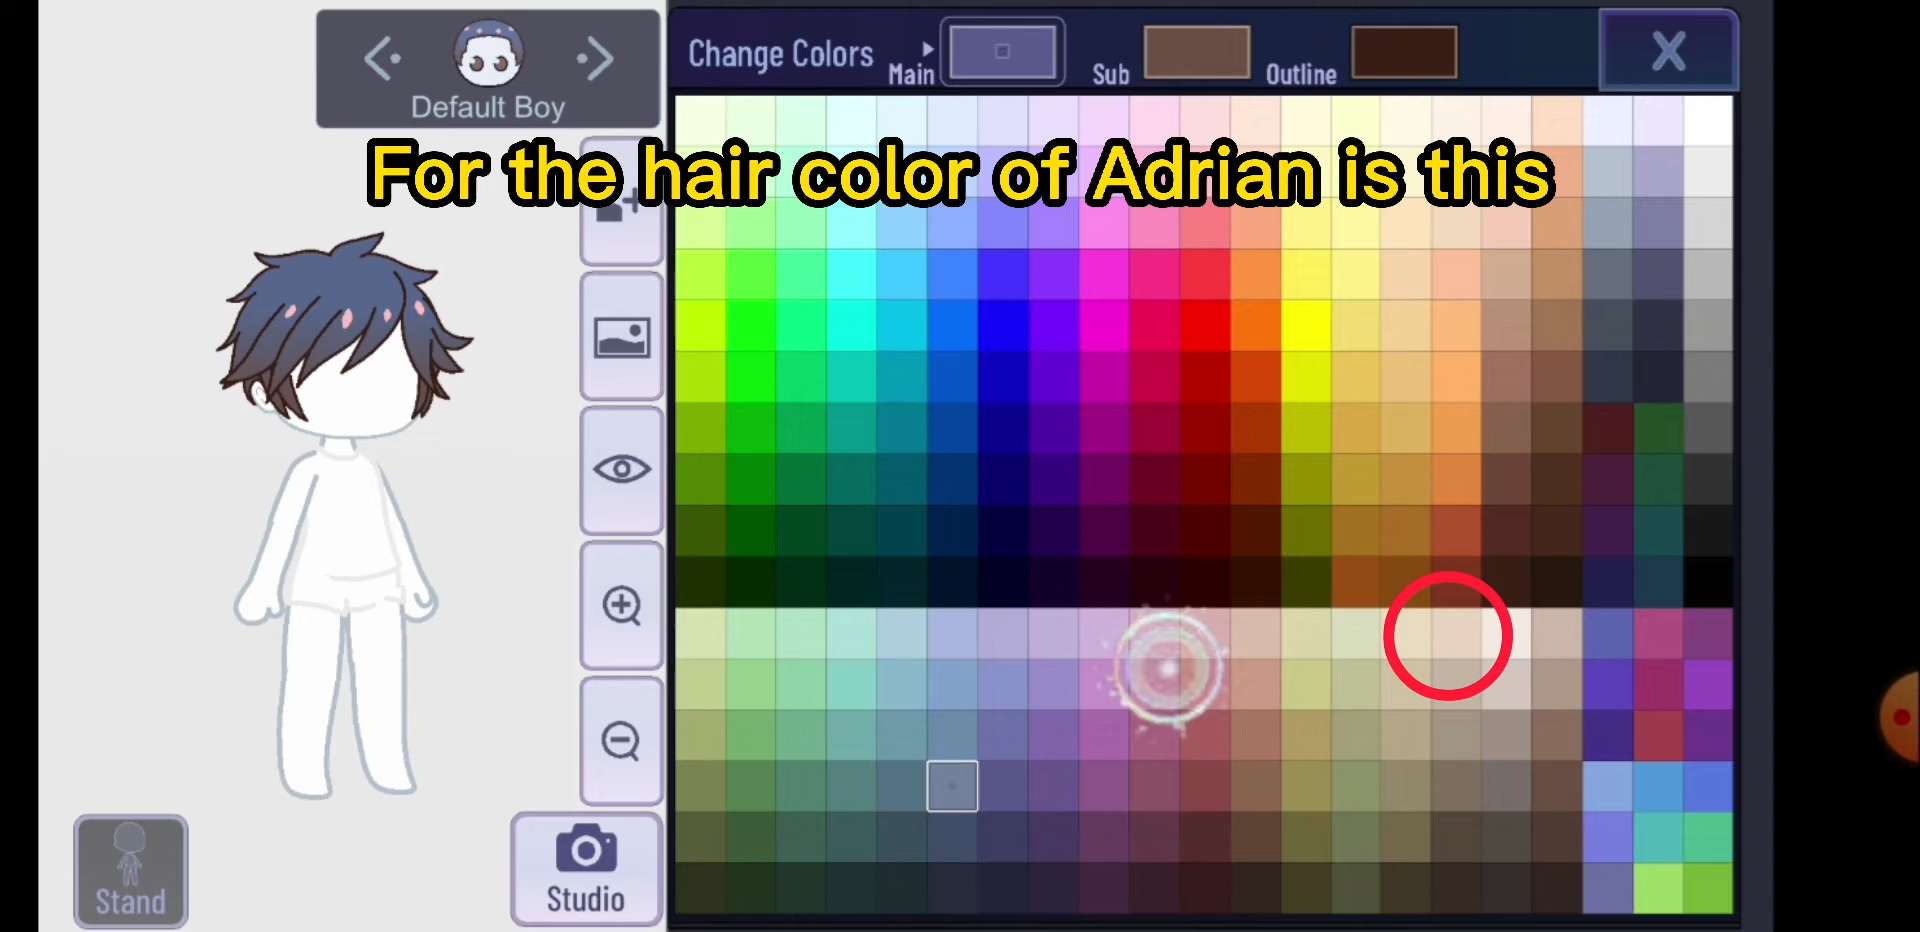 Change Colors
Main
Sub
Outline
X
Default Boy
For the hair color of Adrian is this
Stand
Studio